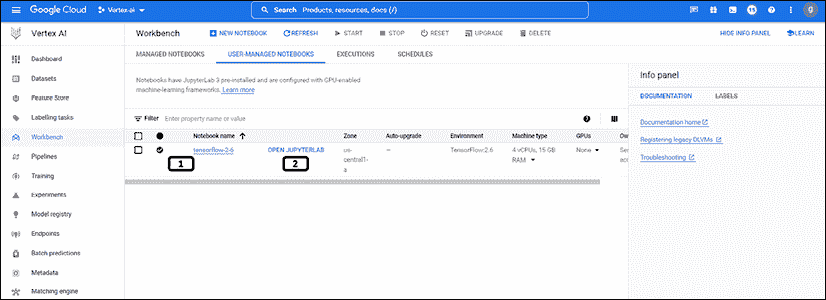 Google Cloud
Vertex ai
Search Products, resources, docs (/)
15
g
Vertex AI
Workbench
NEW NOTEBOOK
REFRESH
START
STOP
RESET
UPGRADE
DELETE
HIDE INFO PANEL
LEARN
MANAGED NOTEBOOKS
USER-MANAGED NOTEBOOKS
EXECUTIONS
SCHEDULES
Dashboard
Datasets
Feature Store
Labelling tasks
Workbench
Pipelines
Training
Experiments
Model registry
Endpoints
Batch predictions
Metadata
Matching engine
Notebooks have JupyterLab 3 pre-installed and are configured with GPU-enabled
machine-learning frameworks. Learn more
Filter Enter property name or value
Notebook name Zone Auto-upgrade Environment Machine type GPUs Ow
tensorflow-2-6 OPEN JUPYTERLAB us-central1-a — TensorFlow:2.6 4 vCPUs, 15 GB RAM None Ser
acc
1
2
Info panel
DOCUMENTATION
LABELS
Documentation home
Registering legacy DLVMs
Troubleshooting